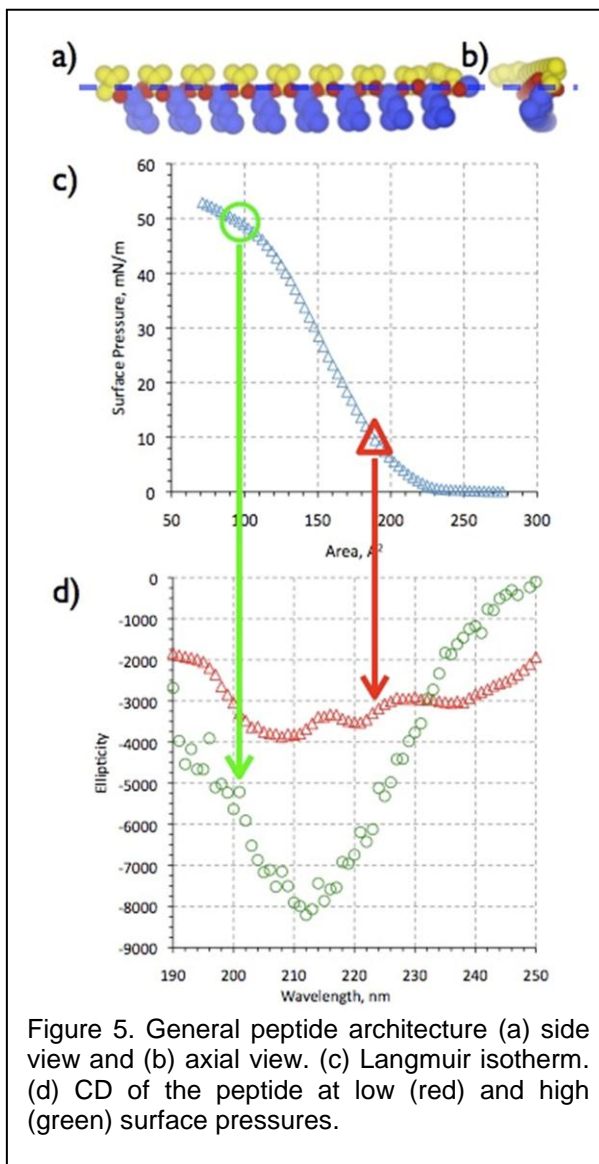 a)
b)
c)
60
50
40
30
20
10
0
Surface Pressure, mN/m
50
100
150
200
250
300
Area, Å²
d)
0
-1000
-2000
-3000
-4000
-5000
-6000
-7000
-8000
-9000
Ellipticity
190
200
210
220
230
240
250
Wavelength, nm
Figure 5. General peptide architecture (a) side
view and (b) axial view. (c) Langmuir isotherm.
(d) CD of the peptide at low (red) and high
(green) surface pressures.